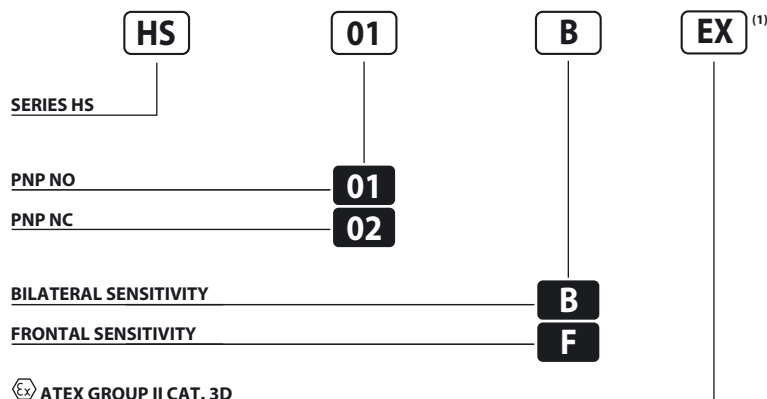 HS 01 B EX (1)
SERIES HS
PNP NO 01
PNP NC 02
BILATERAL SENSITIVITY B
FRONTAL SENSITIVITY F
Ex ATEX GROUP II CAT. 3D